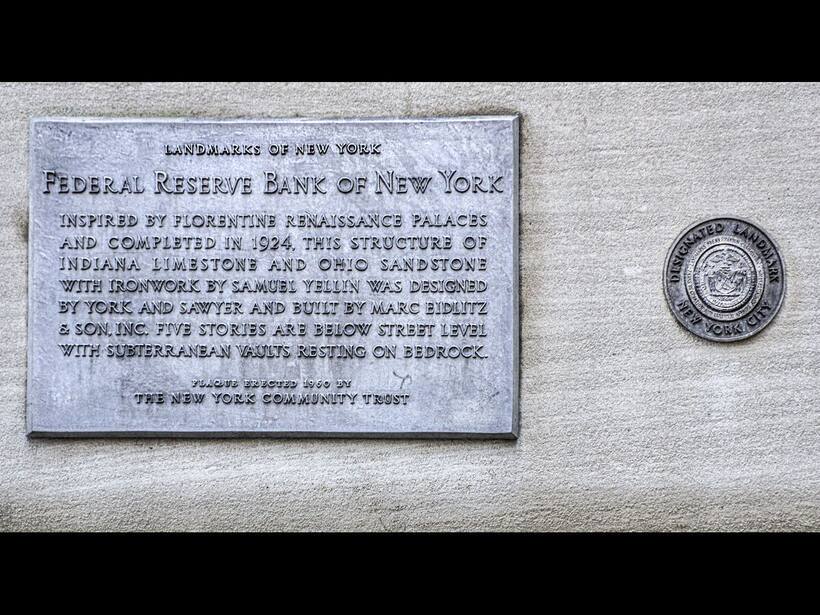 LANDMARKS OF NEW YORK
FEDERAL RESERVE BANK OF NEW YORK
INSPIRED BY FLORENTINE RENAISSANCE PALACES
AND COMPLETED IN 1924, THIS STRUCTURE OF
INDIANA LIMESTONE AND OHIO SANDSTONE
WITH IRONWORK BY SAMUEL YELLIN WAS DESIGNED
BY YORK AND SAWYER AND BUILT BY MARC EIDLITZ
& SON, INC. FIVE STORIES ARE BELOW STREET LEVEL
WITH SUBTERRANEAN VAULTS RESTING ON BEDROCK.
PLAQUE ERECTED 1960 BY
THE NEW YORK COMMUNITY TRUST
DESIGNATED LANDMARK
NEW YORK CITY